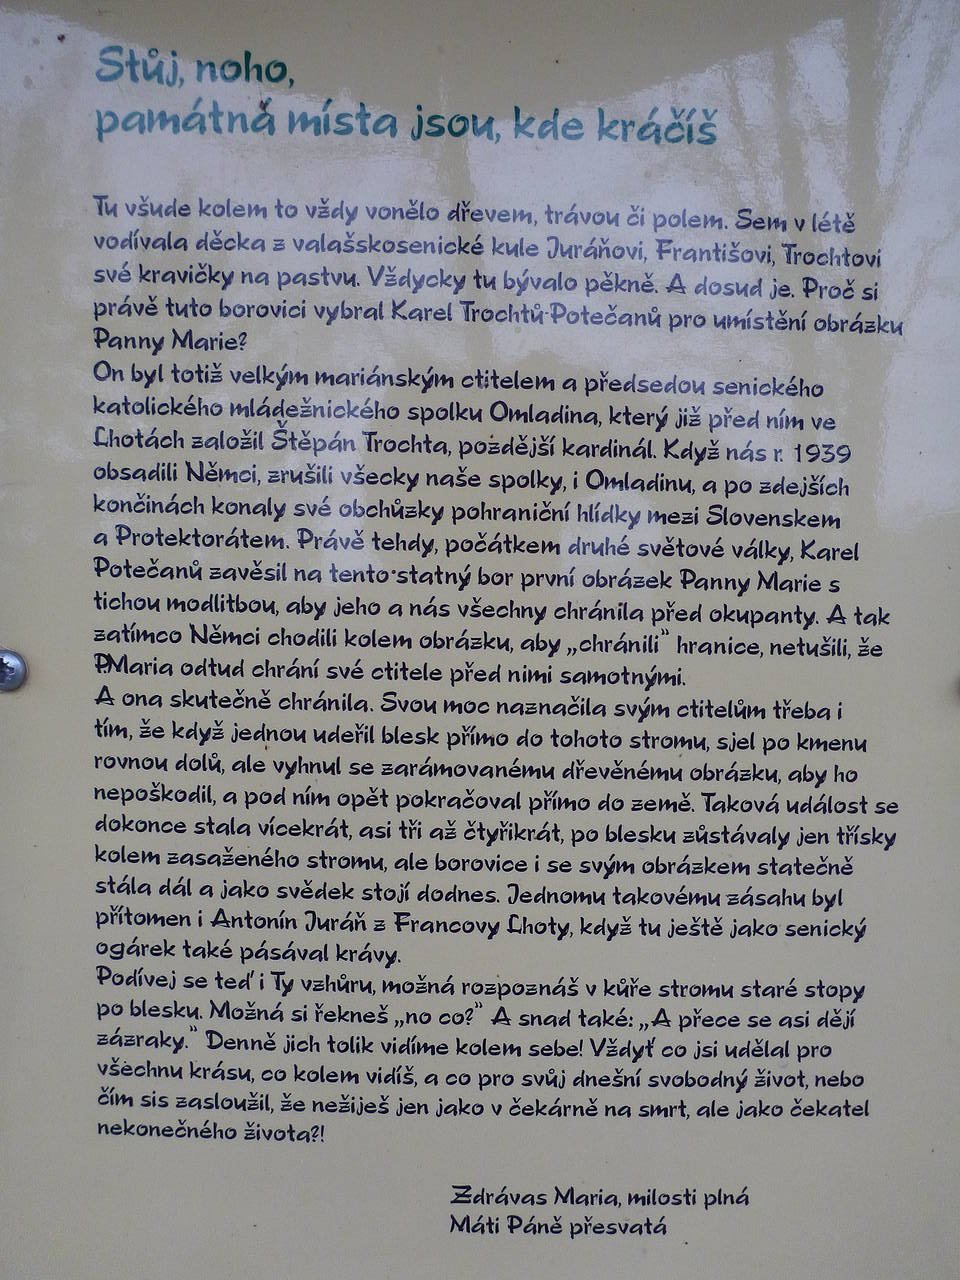 Stůj, noho,
památná místa jsou, kde kráčíš
Tu všude kolem to vždy vonělo dřevem, trávou či polem. Sem v létě
vodívala děcka z valašskosenické kule Juráňovi, Františovi, Trochtovi
své kravičky na pastvu. Vždycky tu bývalo pěkně. A dosud je. Proč si
právě tuto borovici vybral Karel Trochtů-Potečanů pro umístění obrázku
Panny Marie?
On byl totiž velkým mariánským ctitelem a předsedou senického
katolického mládežnického spolku Omladina, který již před ním ve
Lhotách založil Štěpán Trochta, pozdější kardinál. Když nás r. 1939
obsadili Němci, zrušili všecky naše spolky, i Omladinu, a po zdejších
končinách konaly své obchůzky pohraniční hlídky mezi Slovenskem
a Protektorátem. Právě tehdy, počátkem druhé světové války, Karel
Potečanů zavěsil na tento statný bor první obrázek Panny Marie s
tichou modlitbou, aby jeho a nás všechny chránila před okupanty. A tak
zatímco Němci chodili kolem obrázku, aby „chránili" hranice, netušili, že
P.Maria odtud chrání své ctitele před nimi samotnými.
A ona skutečně chránila. Svou moc naznačila svým ctitelům třeba i
tím, že když jednou udeřil blesk přímo do tohoto stromu, sjel po kmenu
rovnou dolů, ale vyhnul se zarámovanému dřevěnému obrázku, aby ho
nepoškodil, a pod ním opět pokračoval přímo do země. Taková událost se
dokonce stala vícekrát, asi tři až čtyřikrát, po blesku zůstávaly jen třísky
kolem zasaženého stromu, ale borovice i se svým obrázkem statečně
stála dál a jako svědek stojí dodnes. Jednomu takovému zásahu byl
přítomen i Antonín Juráň z Francovy Lhoty, když tu ještě jako senický
ogárek také pásával krávy.
Podívej se teď i Ty vzhůru, možná rozpoznáš v kůře stromu staré stopy
po blesku. Možná si řekneš „no co?" A snad také: „A přece se asi dějí
zázraky." Denně jich tolik vidíme kolem sebe! Vždyť co jsi udělal pro
všechnu krásu, co kolem vidíš, a co pro svůj dnešní svobodný život, nebo
čím sis zasloužil, že nežiješ jen jako v čekárně na smrt, ale jako čekatel
nekonečného života?!
Zdrávas Maria, milosti plná
Máti Páně přesvatá